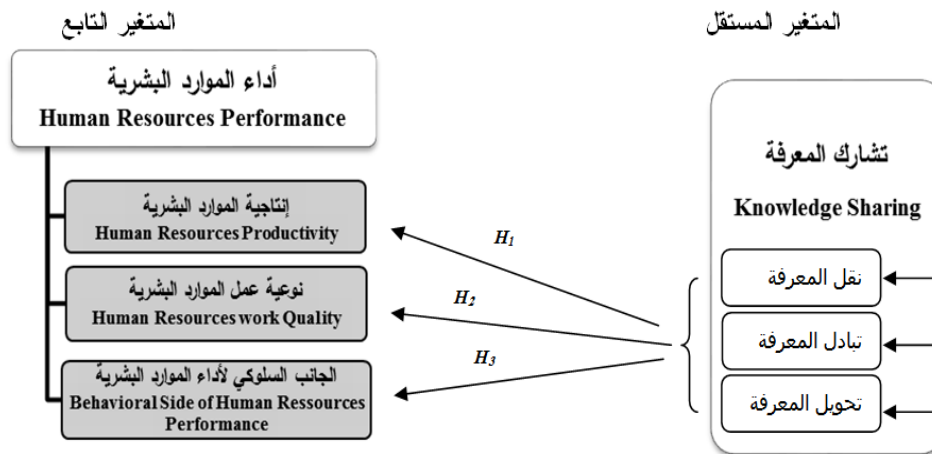 المتغير المستقل
المتغير التابع
تشارك المعرفة
Knowledge Sharing
نقل المعرفة
تبادل المعرفة
تحويل المعرفة
H1
H2
H3
أداء الموارد البشرية
Human Resources Performance
إنتاجية الموارد البشرية
Human Resources Productivity
نوعية عمل الموارد البشرية
Human Resources work Quality
الجانب السلوكي لأداء الموارد البشرية
Behavioral Side of Human Ressources
Performance